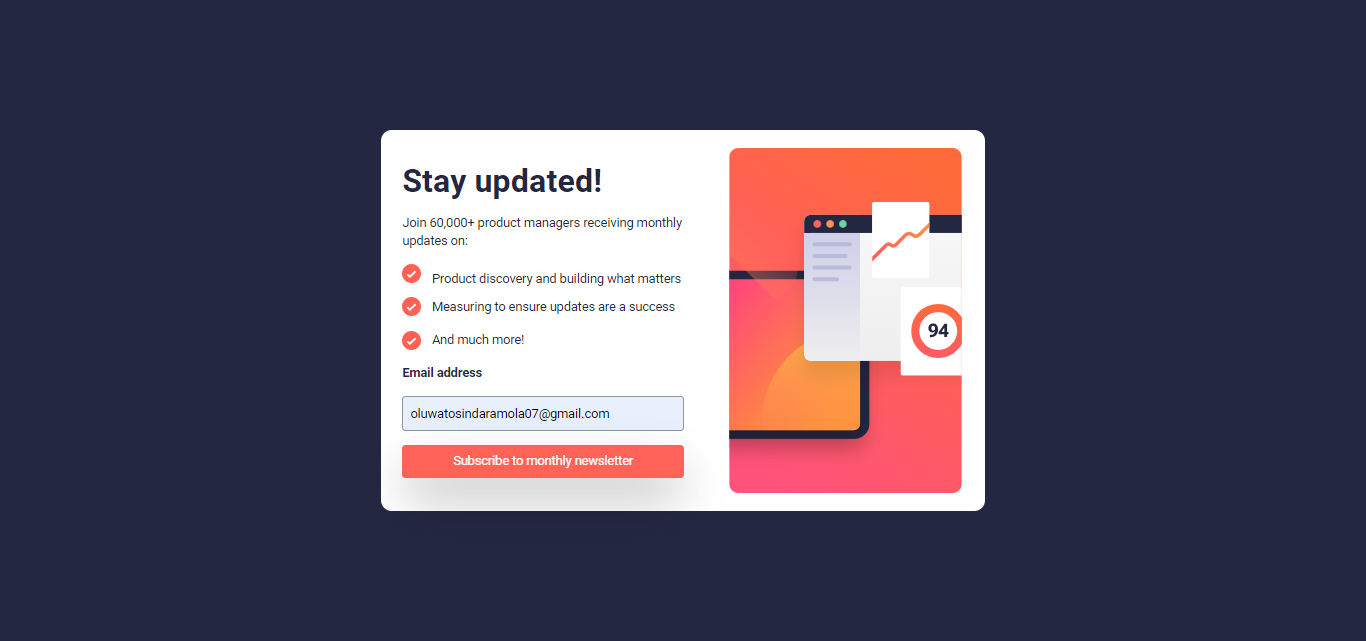 Stay updated!
Join 60,000+ product managers receiving monthly
updates on:
Product discovery and building what matters
Measuring to ensure updates are a success
And much more!
Email address
oluwatosindaramola07@gmail.com
Subscribe to monthly newsletter
94